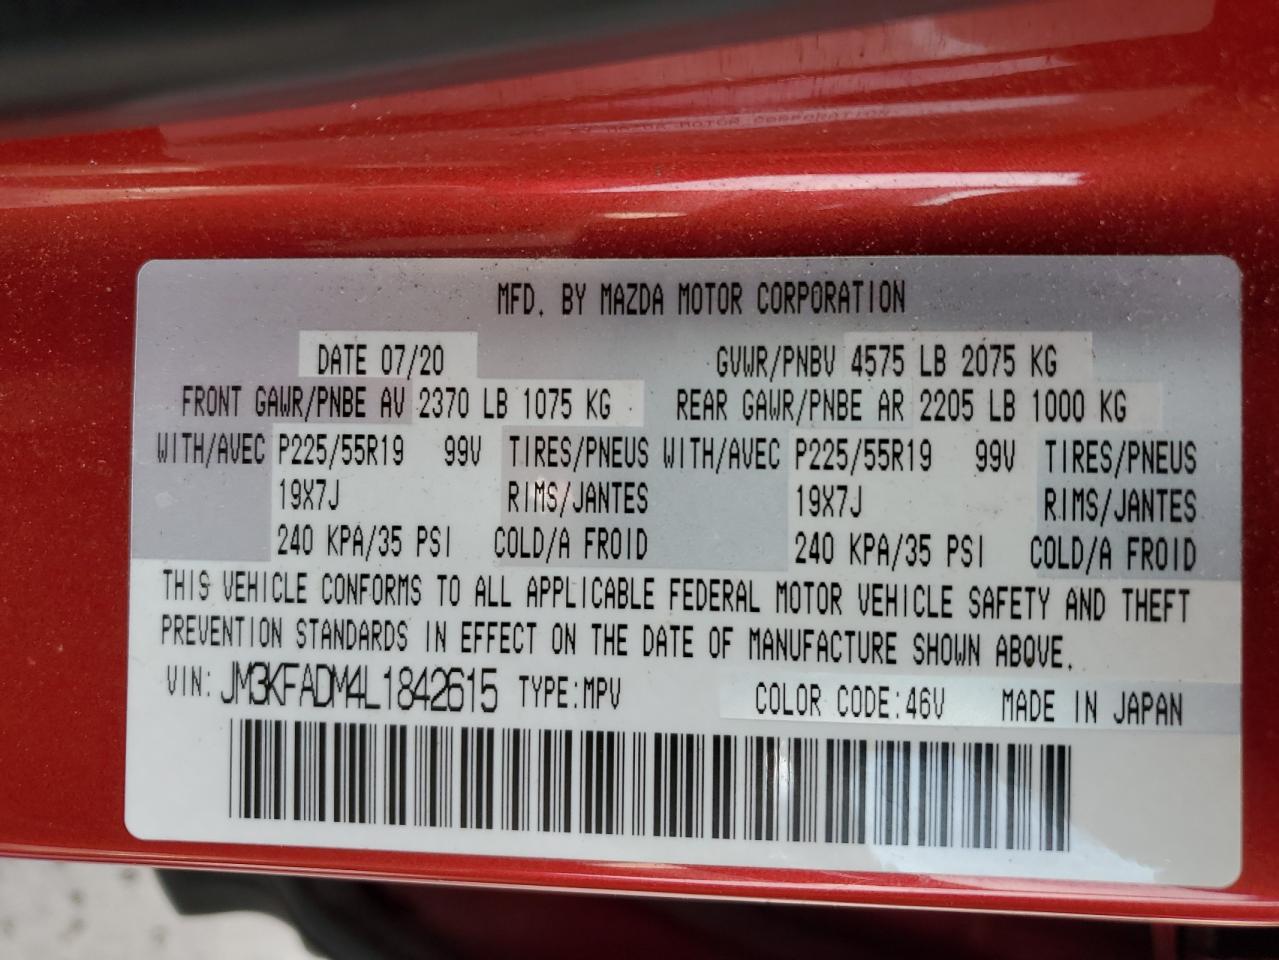 MAZDA MOTOR CORPORATION
MFD. BY MAZDA MOTOR CORPORATION
DATE 07/20 GVWR/PNBV 4575 LB 2075 KG
FRONT GAWR/PNBE AV 2370 LB 1075 KG REAR GAWR/PNBE AR 2205 LB 1000 KG
WITH/AVEC P225/55R19 99V TIRES/PNEUS WITH/AVEC P225/55R19 99V TIRES/PNEUS
19X7J RIMS/JANTES 19X7J RIMS/JANTES
240 KPA/35 PSI COLD/A FROID 240 KPA/35 PSI COLD/A FROID
THIS VEHICLE CONFORMS TO ALL APPLICABLE FEDERAL MOTOR VEHICLE SAFETY AND THEFT
PREVENTION STANDARDS IN EFFECT ON THE DATE OF MANUFACTURE SHOWN ABOVE.
VIN: JM3KFADM4L1842615 TYPE:MPV COLOR CODE:46V MADE IN JAPAN